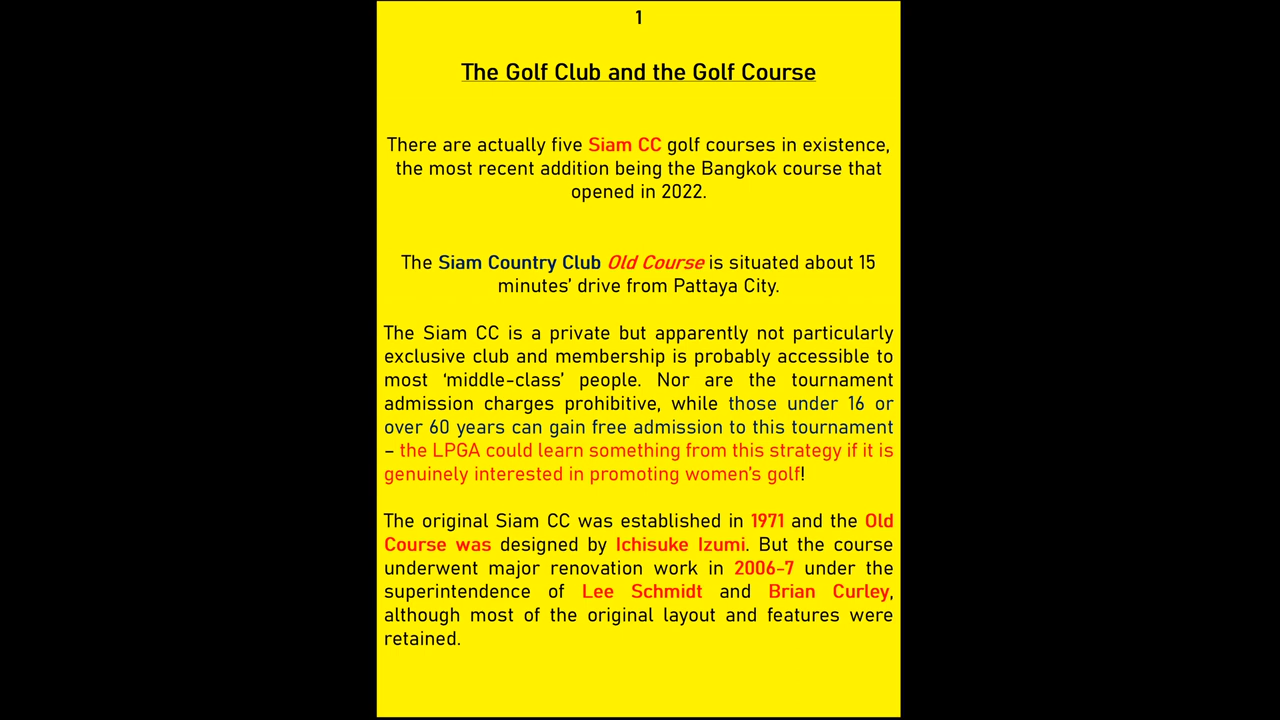 1
The Golf Club and the Golf Course
There are actually five Siam CC golf courses in existence,
the most recent addition being the Bangkok course that
opened in 2022.
The Siam Country Club Old Course is situated about 15
minutes’ drive from Pattaya City.
The Siam CC is a private but apparently not particularly
exclusive club and membership is probably accessible to
most ‘middle-class’ people. Nor are the tournament
admission charges prohibitive, while those under 16 or
over 60 years can gain free admission to this tournament
– the LPGA could learn something from this strategy if it is
genuinely interested in promoting women’s golf!
The original Siam CC was established in 1971 and the Old
Course was designed by Ichisuke Izumi. But the course
underwent major renovation work in 2006-7 under the
superintendence of Lee Schmidt and Brian Curley,
although most of the original layout and features were
retained.